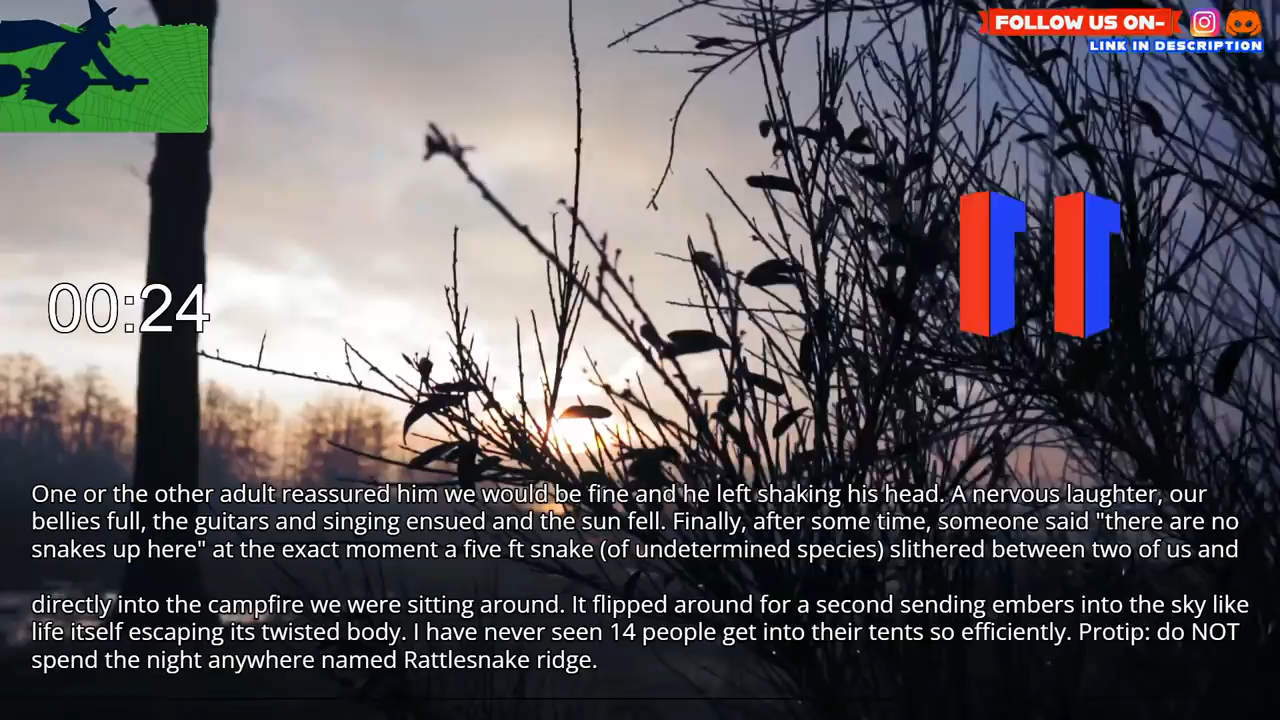 FOLLOW US ON-
LINK IN DESCRIPTION
00:24
One or the other adult reassured him we would be fine and he left shaking his head. A nervous laughter, our
bellies full, the guitars and singing ensued and the sun fell. Finally, after some time, someone said "there are no
snakes up here" at the exact moment a five ft snake (of undetermined species) slithered between two of us and
directly into the campfire we were sitting around. It flipped around for a second sending embers into the sky like
life itself escaping its twisted body. I have never seen 14 people get into their tents so efficiently. Protip: do NOT
spend the night anywhere named Rattlesnake ridge.